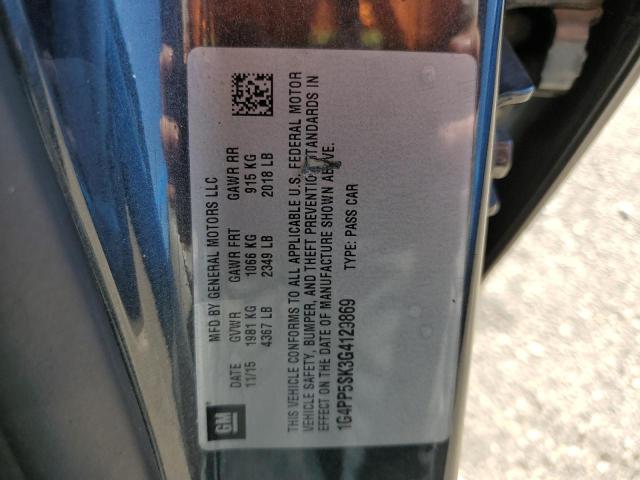 GM
MFD BY GENERAL MOTORS LLC
DATE GVWR GAWR FRT GAWR RR
11/15 1981 KG 1066 KG 915 KG
4367 LB 2349 LB 2018 LB
THIS VEHICLE CONFORMS TO ALL APPLICABLE U.S. FEDERAL MOTOR
VEHICLE SAFETY, BUMPER, AND THEFT PREVENTION STANDARDS IN
EFFECT ON THE DATE OF MANUFACTURE SHOWN ABOVE.
1G4PP5SK3G4123869 TYPE: PASS CAR